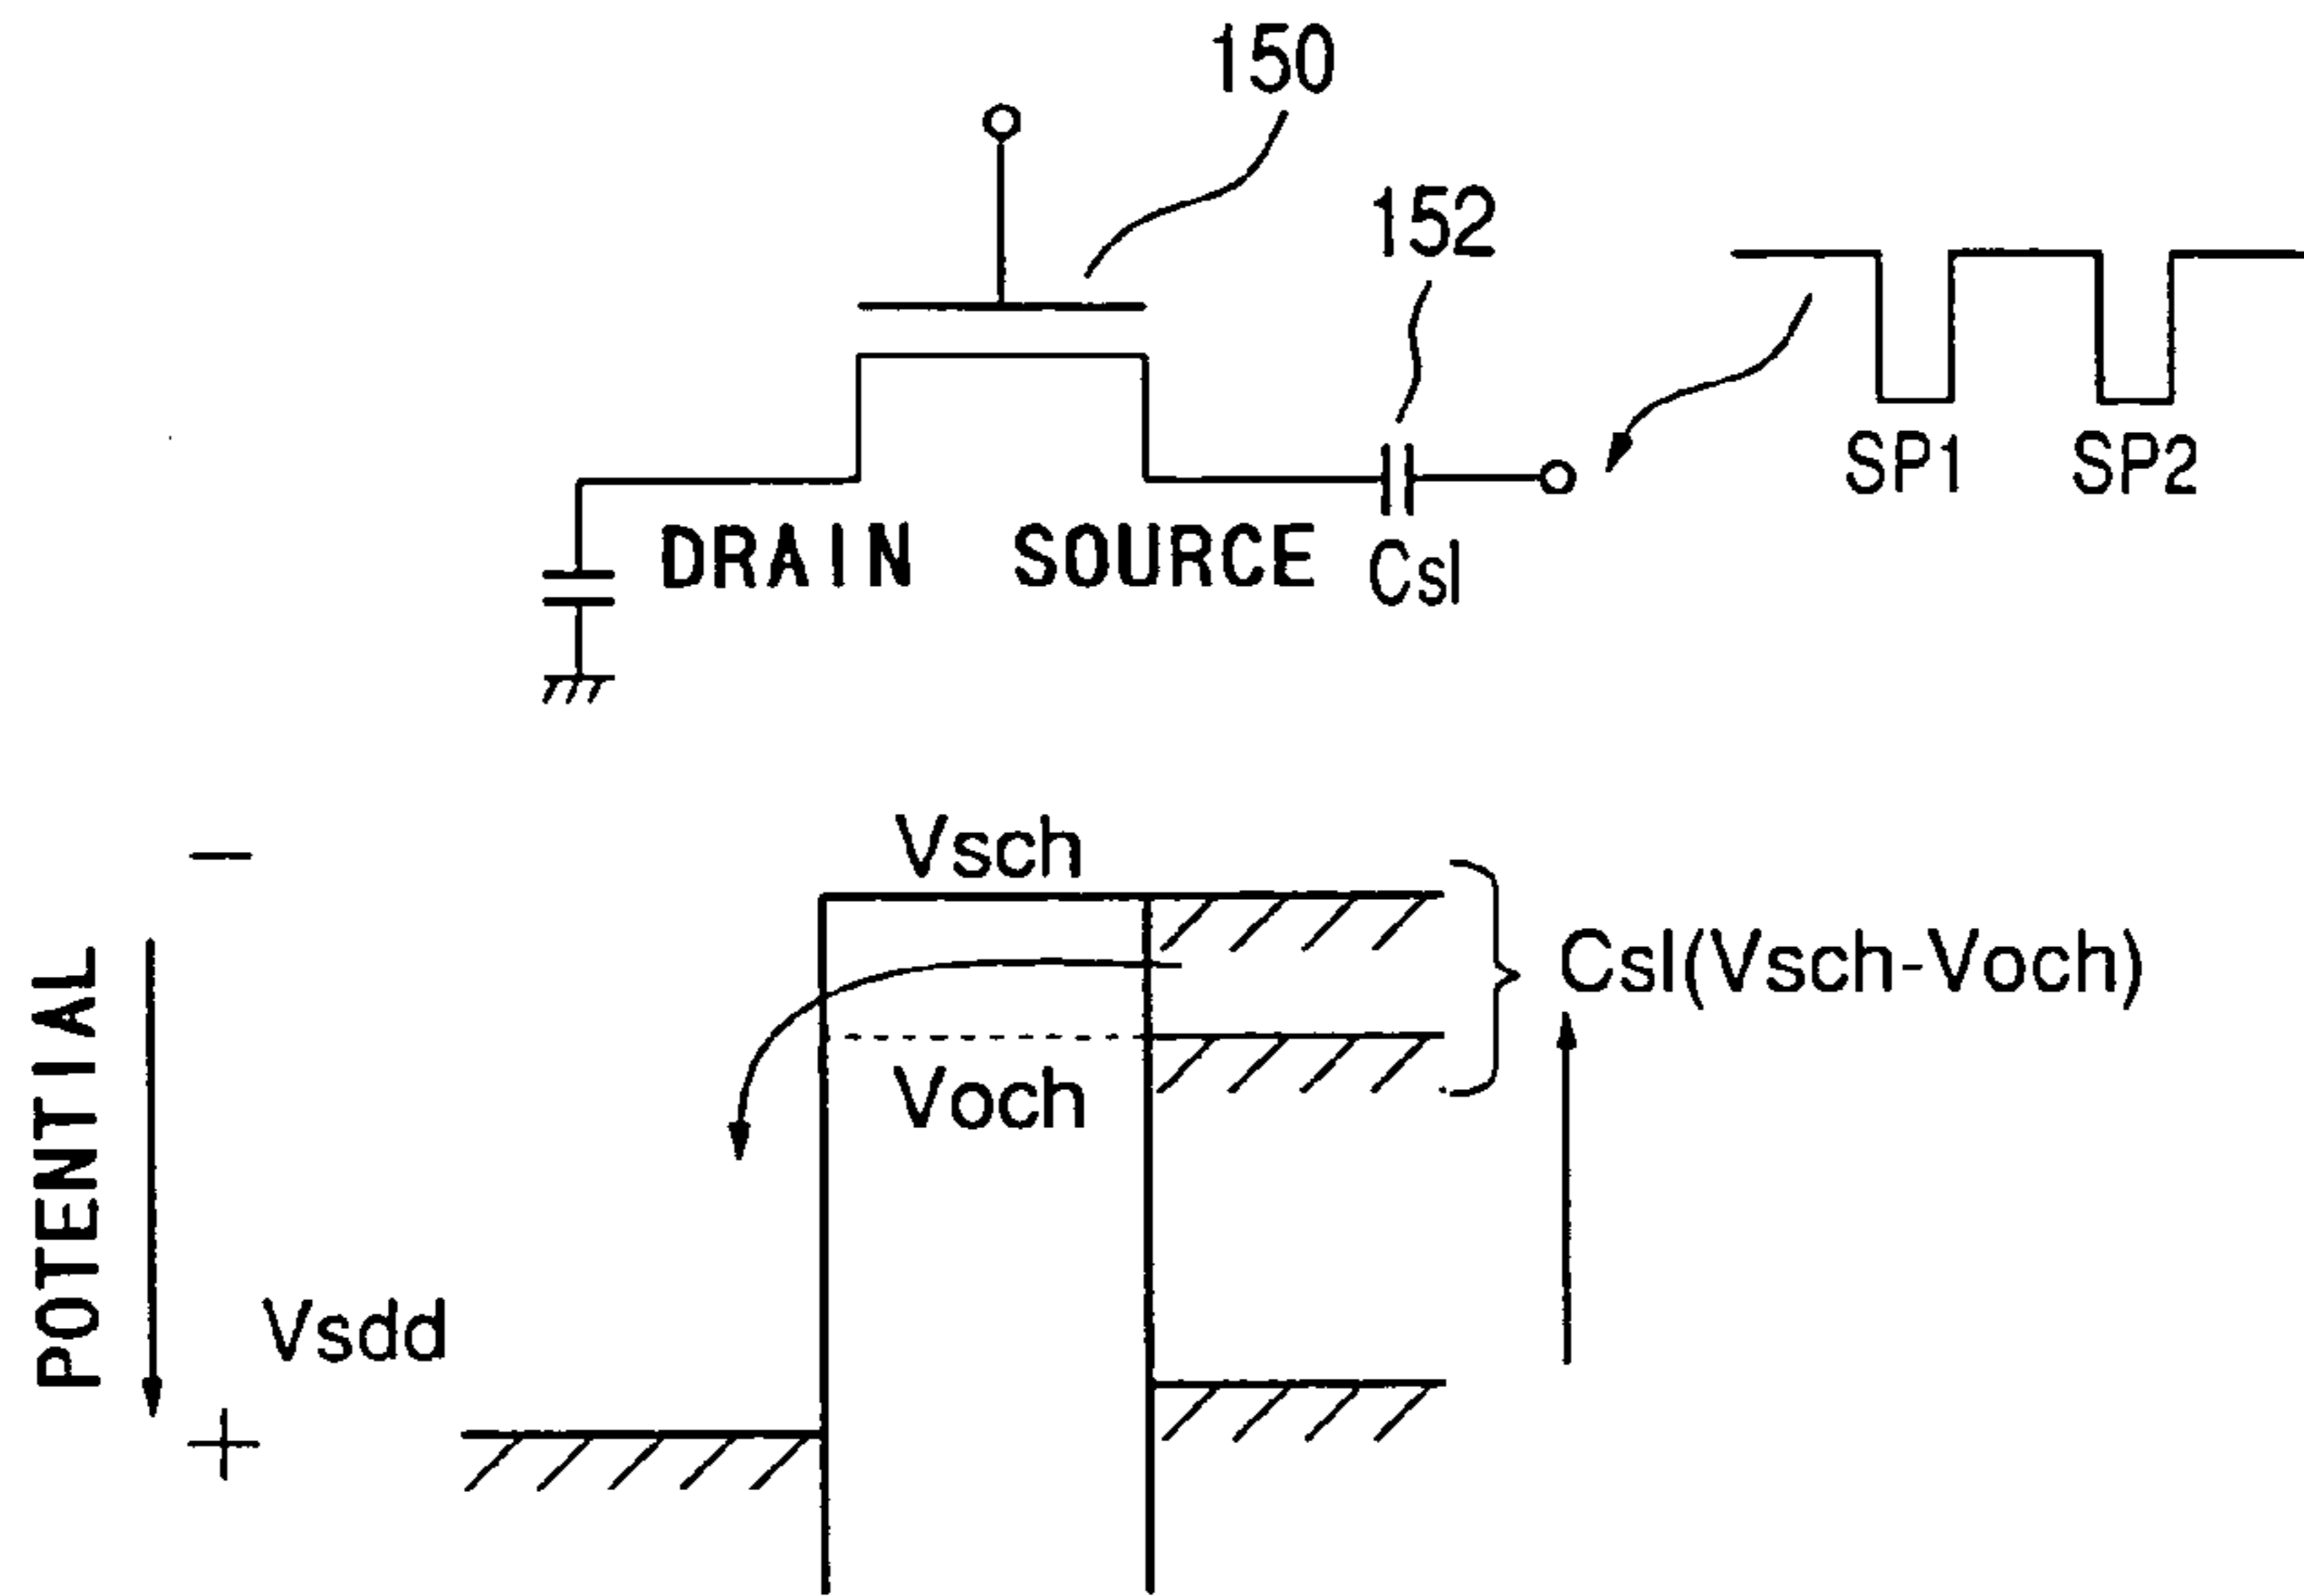 150
152
SP1 SP2
DRAIN SOURCE
Csl
Vsch
Csl(Vsch-Voch)
Voch
POTENTIAL
Vsdd